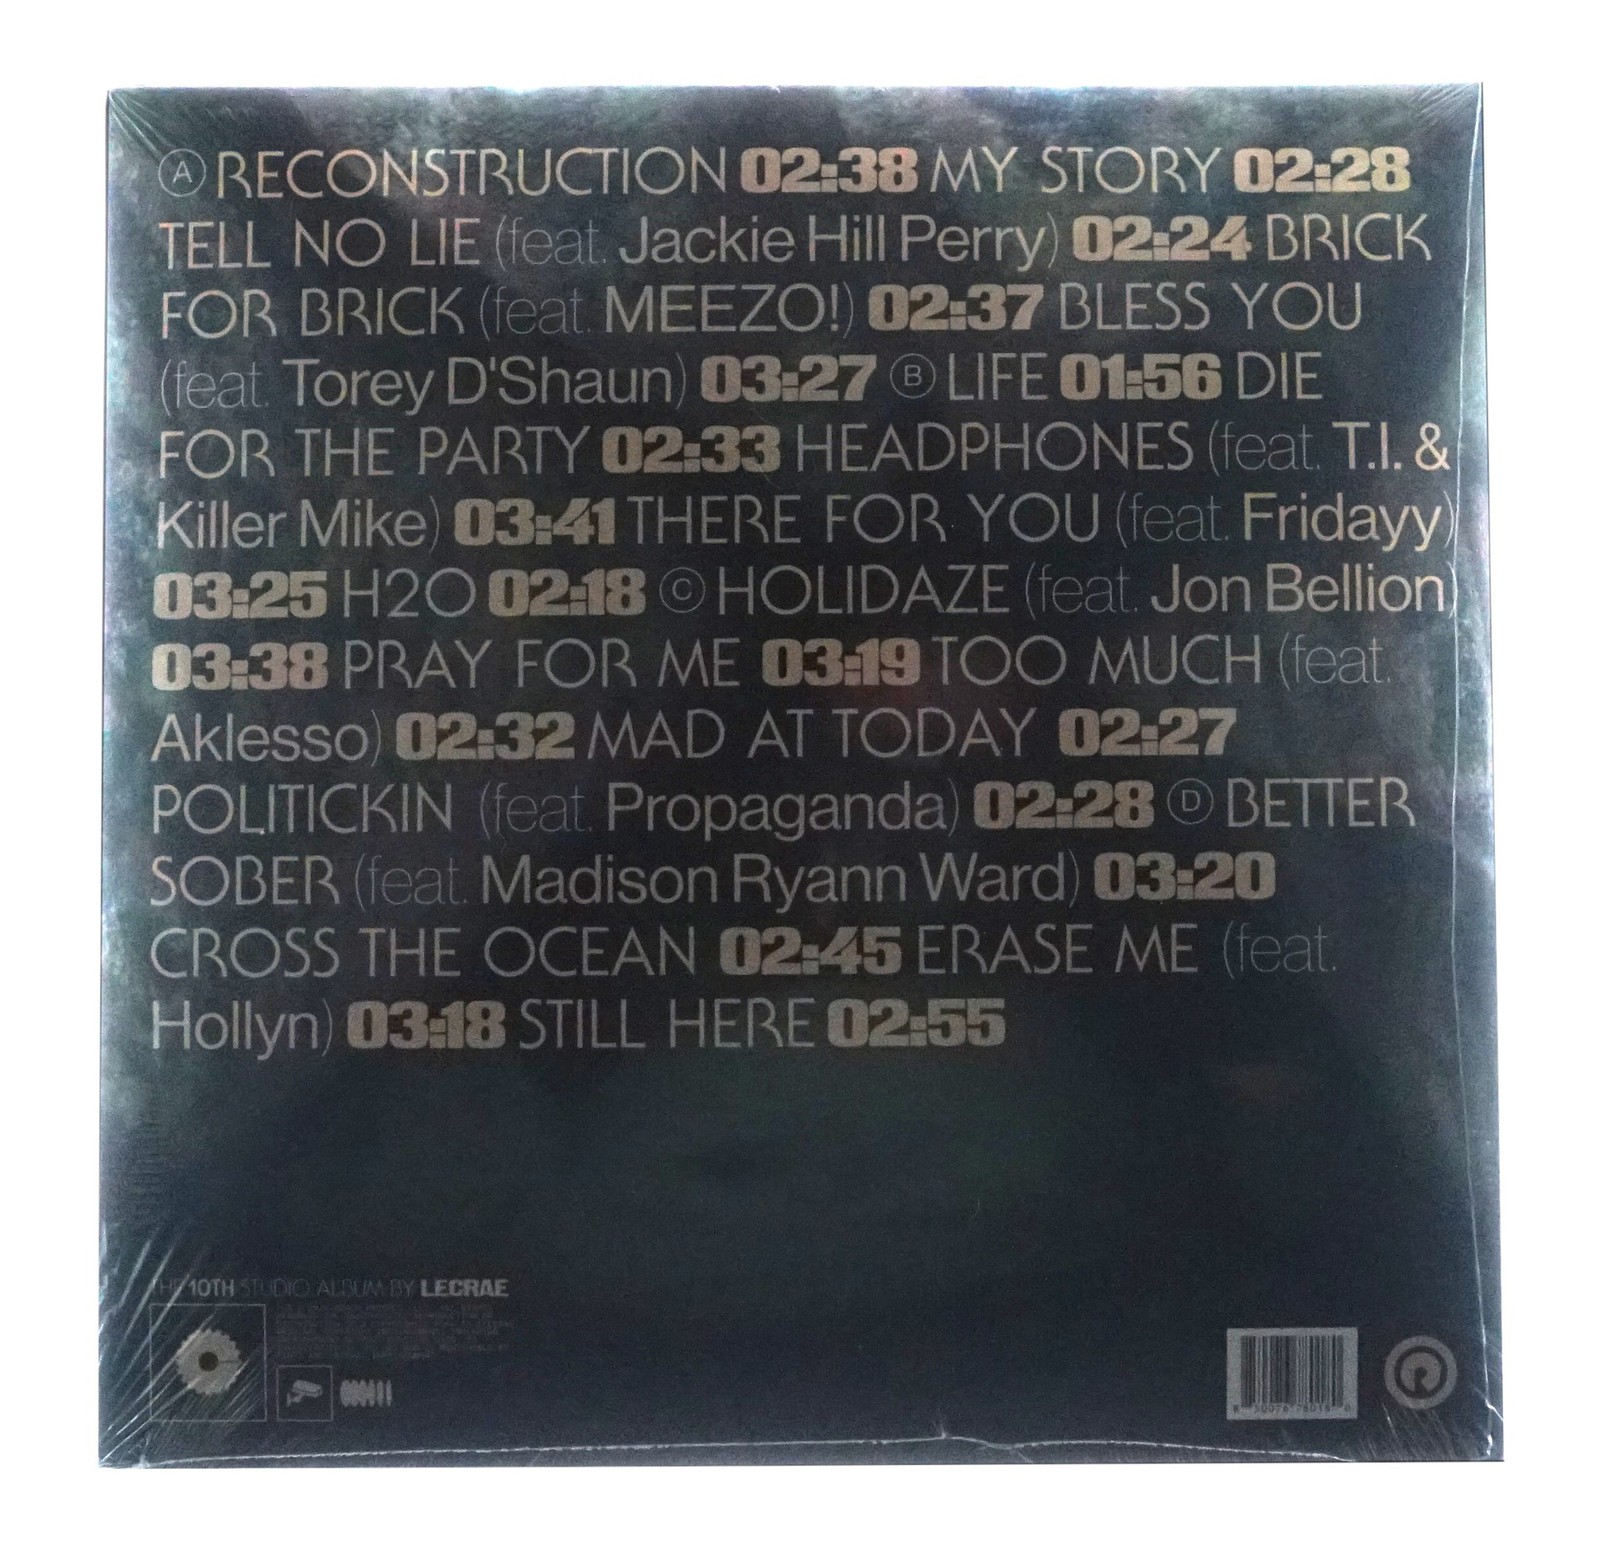 Ⓐ RECONSTRUCTION 02:38 MY STORY 02:28
TELL NO LIE (feat. Jackie Hill Perry) 02:24 BRICK
FOR BRICK (feat. MEEZO!) 02:37 BLESS YOU
(feat. Torey D'Shaun) 03:27 Ⓑ LIFE 01:56 DIE
FOR THE PARTY 02:33 HEADPHONES (feat. T.I. &
Killer Mike) 03:41 THERE FOR YOU (feat. Fridayy)
03:25 H2O 02:18 Ⓒ HOLIDAZE (feat. Jon Bellion)
03:38 PRAY FOR ME 03:19 TOO MUCH (feat.
Aklesso) 02:32 MAD AT TODAY 02:27
POLITICKIN (feat. Propaganda) 02:28 Ⓓ BETTER
SOBER (feat. Madison Ryann Ward) 03:20
CROSS THE OCEAN 02:45 ERASE ME (feat.
Hollyn) 03:18 STILL HERE 02:55
THE 10TH STUDIO ALBUM BY LECRAE